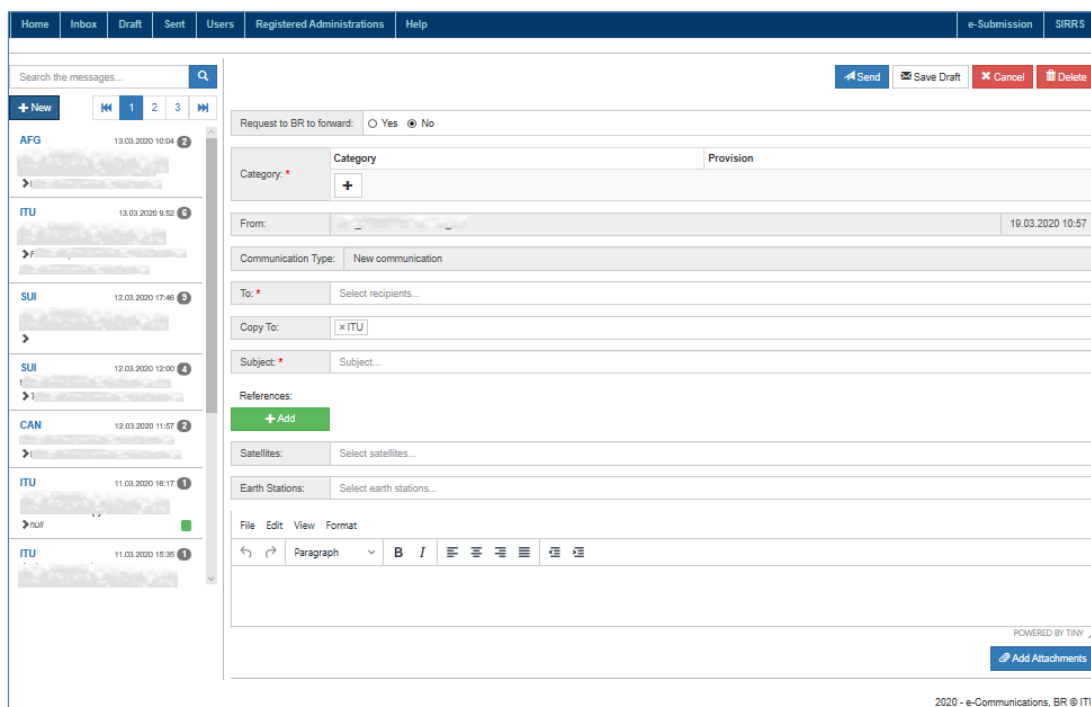 Home Inbox Draft Sent Users Registered Administrations Help e-Submission SIRRS
Search the messages...
Send Save Draft Cancel Delete
+ New 1 2 3
AFG 13.03.2020 10:04 2
ITU 13.03.2020 9:52 6
SUI 12.03.2020 17:46 5
SUI 12.03.2020 12:00 4
CAN 12.03.2020 11:57 2
ITU 11.03.2020 16:17 1
null
ITU 11.03.2020 15:35 1
Request to BR to forward: Yes No
Category: *
Category Provision
+
From: 19.03.2020 10:57
Communication Type: New communication
To: * Select recipients...
Copy To: × ITU
Subject: * Subject...
References:
+ Add
Satellites: Select satellites...
Earth Stations: Select earth stations...
File Edit View Format
Paragraph B I
POWERED BY TINY
Add Attachments
2020 - e-Communications, BR © ITU